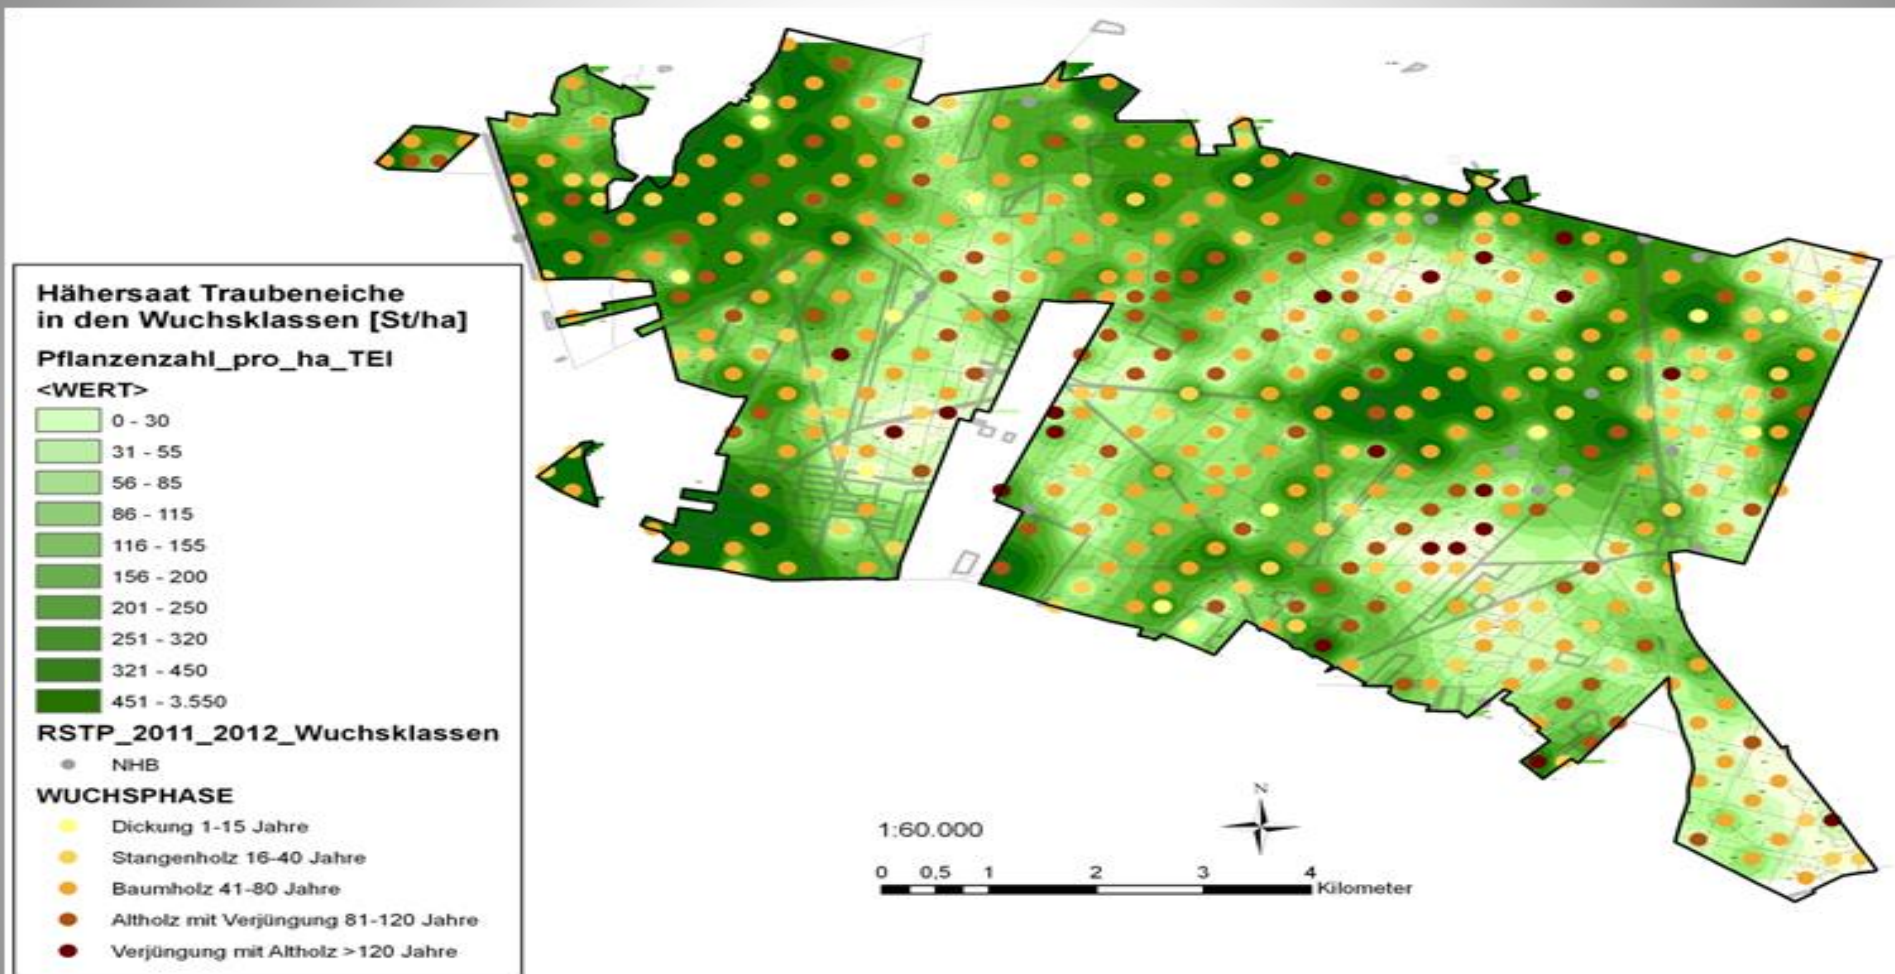 Hähersaat Traubeneiche
in den Wuchsklassen [St/ha]
Pflanzenzahl_pro_ha_TEI
<WERT>
0 - 30
31 - 55
56 - 85
86 - 115
116 - 155
156 - 200
201 - 250
251 - 320
321 - 450
451 - 3.550
RSTP_2011_2012_Wuchsklassen
NHB
WUCHSPHASE
Dickung 1-15 Jahre
Stangenholz 16-40 Jahre
Baumholz 41-80 Jahre
Altholz mit Verjüngung 81-120 Jahre
Verjüngung mit Altholz >120 Jahre
1:60.000
N
0 0,5 1 2 3 4
Kilometer